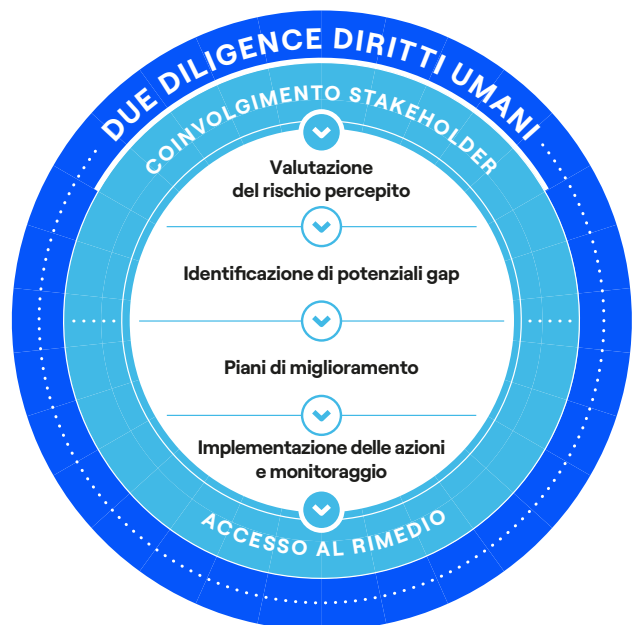 DUE DILIGENCE DIRITTI UMANI
COINVOLGIMENTO STAKEHOLDER
Valutazione
del rischio percepito
Identificazione di potenziali gap
Piani di miglioramento
Implementazione delle azioni
e monitoraggio
ACCESSO AL RIMEDIO